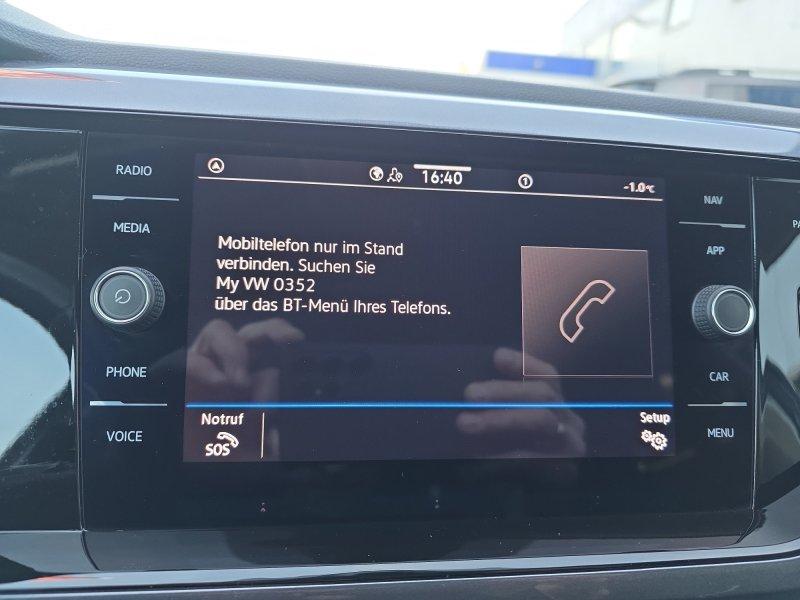 RADIO
MEDIA
PHONE
VOICE
16:40
1
-1.0°C
Mobiltelefon nur im Stand
verbinden. Suchen Sie
My VW 0352
über das BT-Menü Ihres Telefons.
Notruf
SOS
Setup
NAV
APP
CAR
MENU